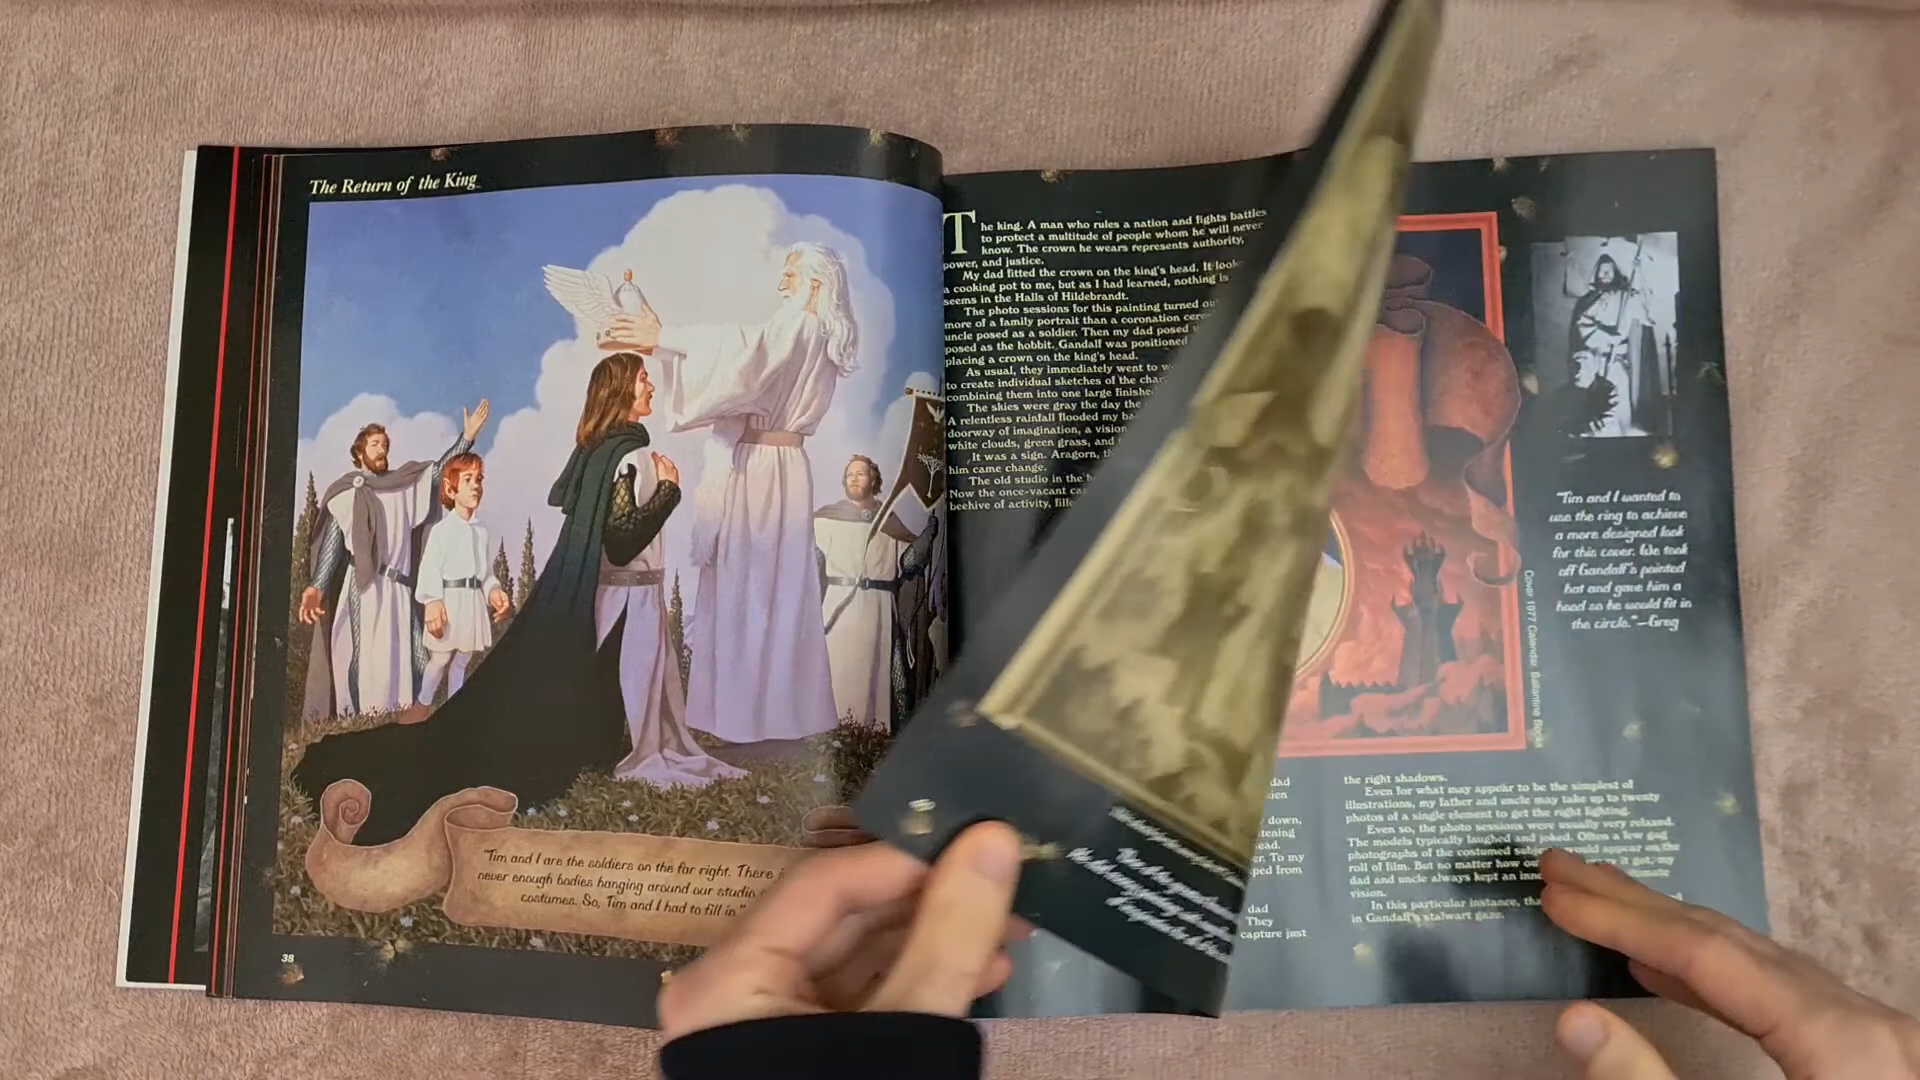 The Return of the King
"Tim and I are the soldiers on the far right. There
never enough bodies hanging around our studio
costumes. So, Tim and I had to fill in."
38
The king. A man who rules a nation and fights battles
to protect a multitude of people whom he will never
know. The crown he wears represents authority,
power, and justice.
My dad fitted the crown on the king's head. It
a cooking pot to me, but as I had learned, nothing is
seems in the Halls of Hildebrandt.
The photo sessions for this painting turned
more of a family portrait than a coronation
uncle posed as a soldier. Then my dad posed
posed as the hobbit. Gandalf was positioned
placing a crown on the king's head.
As usual, they immediately went to
to create individual sketches of the
combining them into one large
The skies were gray the day the
A relentless rainfall flooded my
doorway of imagination, a
white clouds, green grass, and
It was a sign. Aragorn,
him came change.
The old studio in the
Now the once-vacant
beehive of activity,
"Tim and I wanted to
use the ring to achieve
a more designed look
for this cover. We took
off Gandalf's pointed
hat and gave him a
hood so he would fit in
the circle."—Greg
Cover 1977 Calendar, Ballantine Books
dad
down,
To my
from
dad
They
capture just
the right shadows.
Even for what may appear to be the simplest of
illustrations, my father and uncle may take up to twenty
photos of a single element to get the right lighting.
Even so, the photo sessions were usually very relaxed.
The models typically laughed and joked. Often a few gag
photographs of the costumed would appear on the
roll of film. But no matter how it got, my
dad and uncle always kept an
vision.
In this particular instance,
in Gandalf's stalwart gaze.